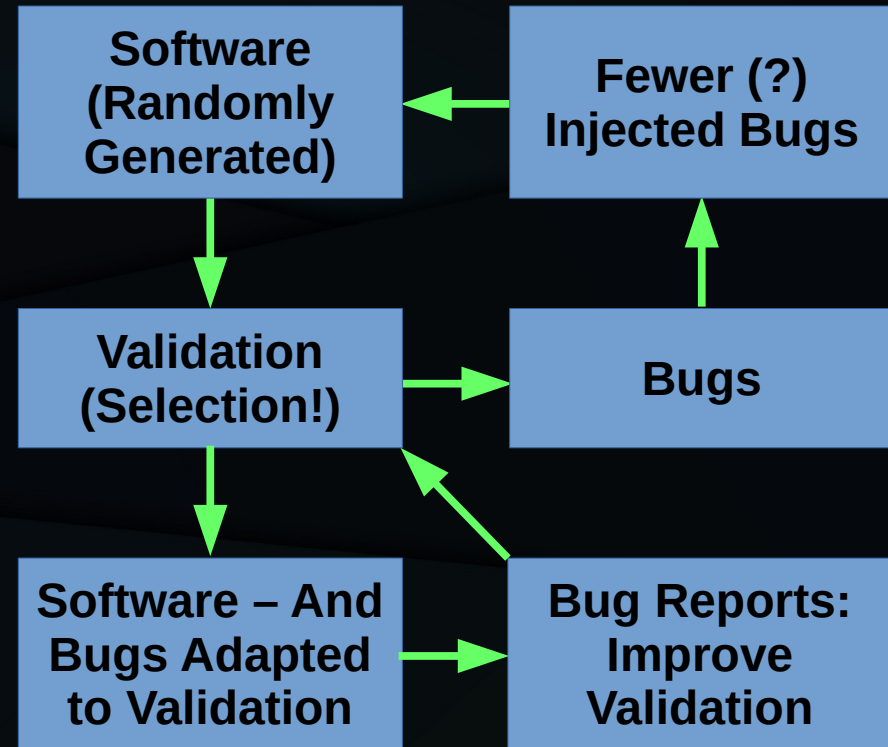 Software
(Randomly
Generated)
Fewer (?)
Injected Bugs
Validation
(Selection!)
Bugs
Software – And
Bugs Adapted
to Validation
Bug Reports:
Improve
Validation